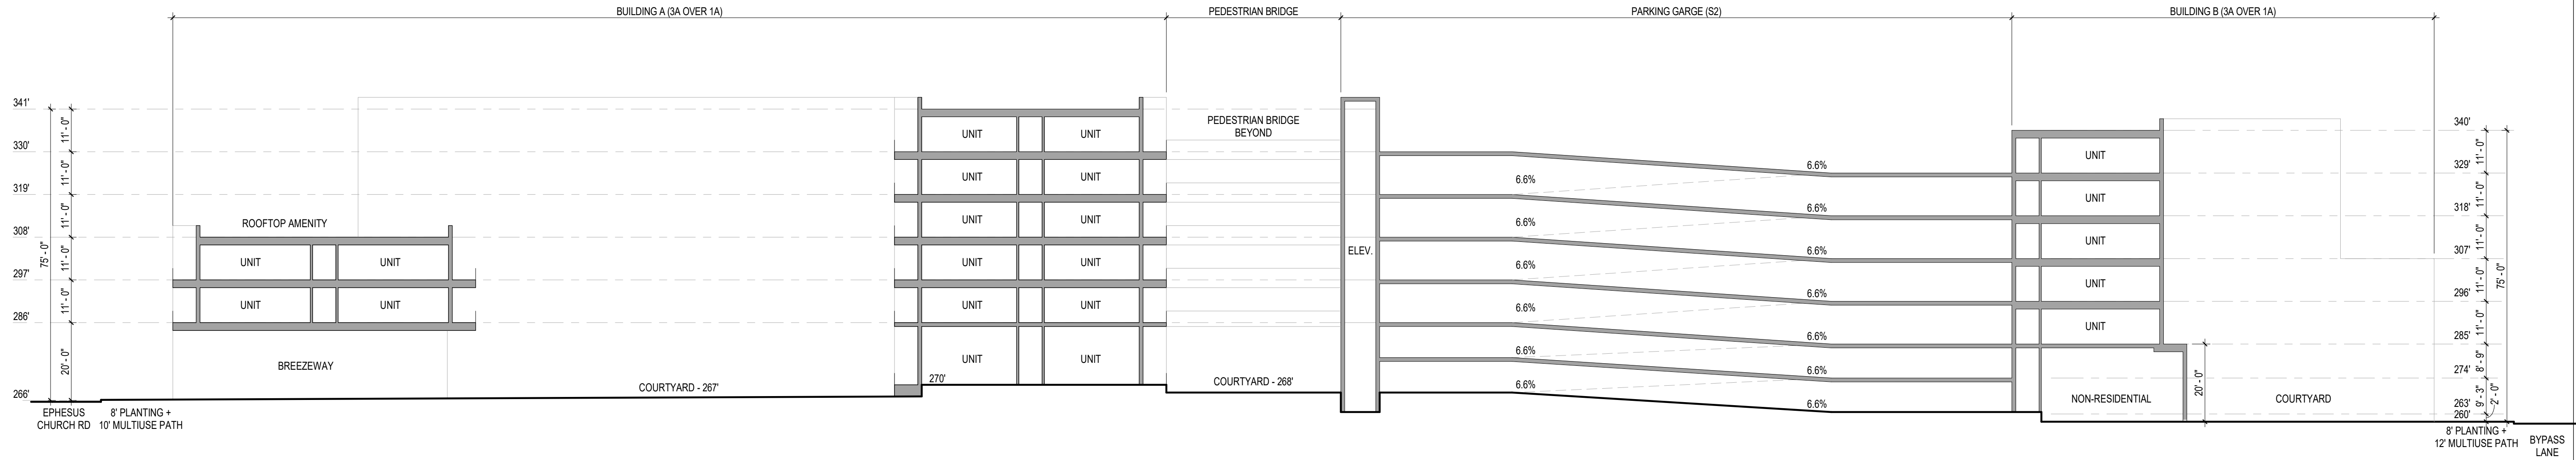 BUILDING A (3A OVER 1A)
PEDESTRIAN BRIDGE
PARKING GARGE (S2)
BUILDING B (3A OVER 1A)
341'
330'
319'
308'
297'
286'
266'
11' - 0"
11' - 0"
11' - 0"
11' - 0"
11' - 0"
20' - 0"
75' - 0"
EPHESUS
CHURCH RD
8' PLANTING +
10' MULTIUSE PATH
ROOFTOP AMENITY
UNIT
UNIT
UNIT
UNIT
BREEZEWAY
COURTYARD - 267'
270'
UNIT
UNIT
UNIT
UNIT
UNIT
UNIT
UNIT
UNIT
UNIT
UNIT
UNIT
UNIT
PEDESTRIAN BRIDGE
BEYOND
COURTYARD - 268'
ELEV.
6.6%
6.6%
6.6%
6.6%
6.6%
6.6%
6.6%
6.6%
6.6%
6.6%
6.6%
6.6%
6.6%
UNIT
UNIT
UNIT
UNIT
UNIT
NON-RESIDENTIAL
20' - 0"
COURTYARD
340'
329'
318'
307'
296'
285'
274'
263'
260'
11' - 0"
11' - 0"
11' - 0"
11' - 0"
11' - 0"
8' - 9"
9' - 3"
2' - 0"
75' - 0"
8' PLANTING +
12' MULTIUSE PATH
BYPASS
LANE